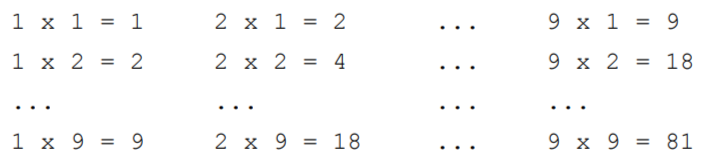 1 x 1 = 1 2 x 1 = 2 ... 9 x 1 = 9
1 x 2 = 2 2 x 2 = 4 ... 9 x 2 = 18
... ... ... ...
1 x 9 = 9 2 x 9 = 18 ... 9 x 9 = 81